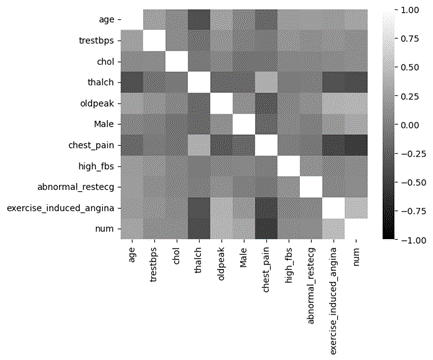 age
trestbps
chol
thalch
oldpeak
Male
chest_pain
high_fbs
abnormal_restecg
exercise_induced_angina
num
age
trestbps
chol
thalch
oldpeak
Male
chest_pain
high_fbs
abnormal_restecg
exercise_induced_angina
num
1.00
0.75
0.50
0.25
0.00
−0.25
−0.50
−0.75
−1.00